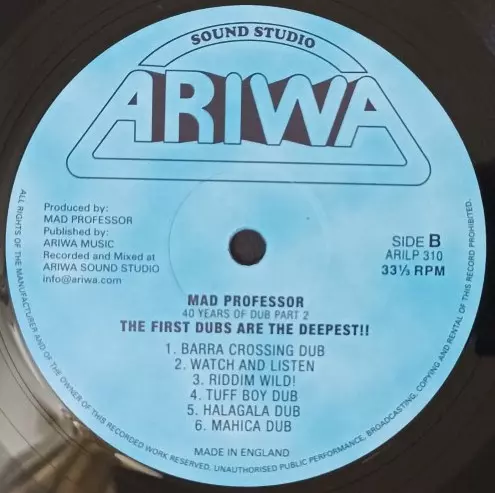 SOUND STUDIO
ARIWA
Produced by:
MAD PROFESSOR
Published by:
ARIWA MUSIC
Recorded and Mixed at
ARIWA SOUND STUDIO
info@ariwa.com
SIDE B
ARILP 310
33⅓ RPM
MAD PROFESSOR
40 YEARS OF DUB PART 2
THE FIRST DUBS ARE THE DEEPEST!!
1. BARRA CROSSING DUB
2. WATCH AND LISTEN
3. RIDDIM WILD!
4. TUFF BOY DUB
5. HALAGALA DUB
6. MAHICA DUB
MADE IN ENGLAND
ALL RIGHTS OF THE MANUFACTURER AND OF THE OWNER OF THIS RECORDED WORK RESERVED. UNAUTHORISED PUBLIC PERFORMANCE, BROADCASTING, COPYING AND RENTAL OF THIS RECORD PROHIBITED.